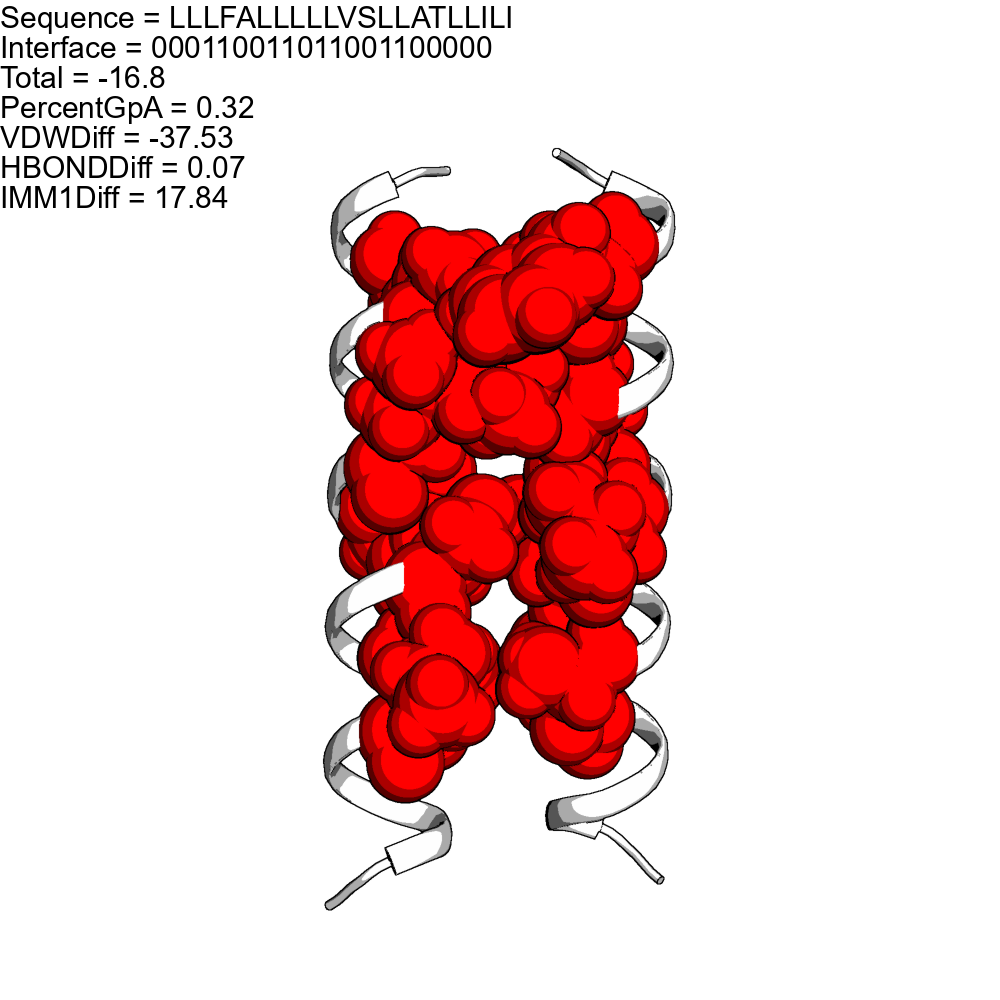 Sequence = LLLFALLLLLVSLLATLLILI
Interface = 000110011011001100000
Total = -16.8
PercentGpA = 0.32
VDWDiff = -37.53
HBONDDiff = 0.07
IMM1Diff = 17.84